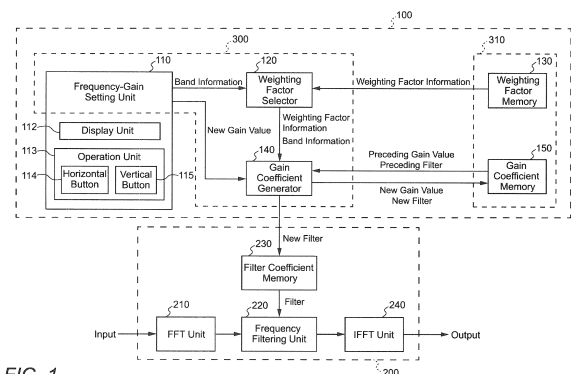 100
300
310
110
120
130
Frequency-Gain
Setting Unit
Band Information
Weighting
Factor
Selector
Weighting Factor Information
Weighting
Factor
Memory
112
Display Unit
New Gain Value
Weighting Factor
Information
Band Information
113
Operation Unit
114
Horizontal
Button
Vertical
Button
115
140
Gain
Coefficient
Generator
Preceding Gain Value
Preceding Filter
New Gain Value
New Filter
150
Gain
Coefficient
Memory
New Filter
230
Filter Coefficient
Memory
Filter
210
220
240
Input
FFT Unit
Frequency
Filtering Unit
IFFT Unit
Output
FIG. 1
200